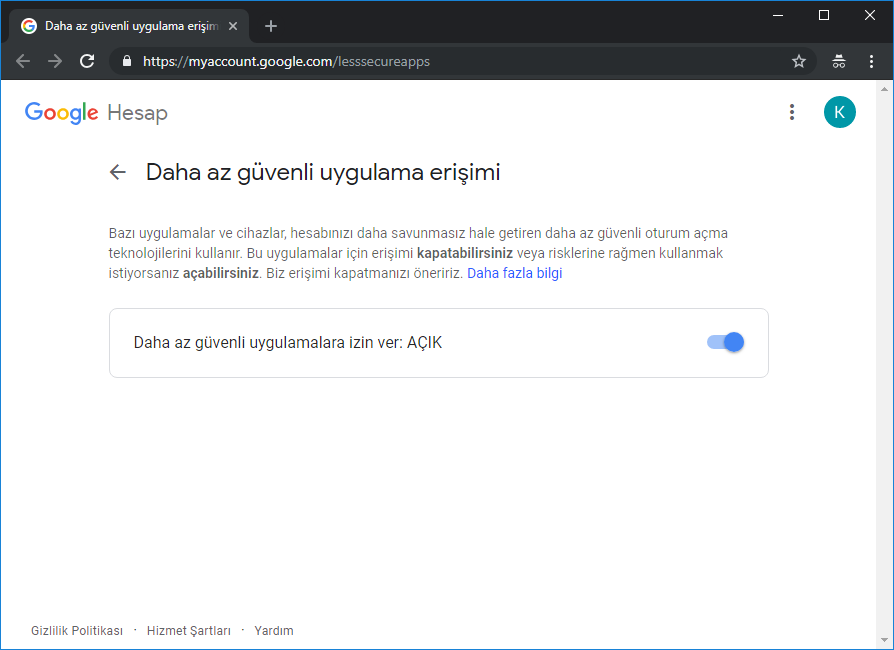 Daha az güvenli uygulama erişim
https://myaccount.google.com/lesssecureapps
Google Hesap
K
Daha az güvenli uygulama erişimi
Bazı uygulamalar ve cihazlar, hesabınızı daha savunmasız hale getiren daha az güvenli oturum açma
teknolojilerini kullanır. Bu uygulamalar için erişimi kapatabilirsiniz veya risklerine rağmen kullanmak
istiyorsanız açabilirsiniz. Biz erişimi kapatmanızı öneririz. Daha fazla bilgi
Daha az güvenli uygulamalara izin ver: AÇIK
Gizlilik Politikası · Hizmet Şartları · Yardım